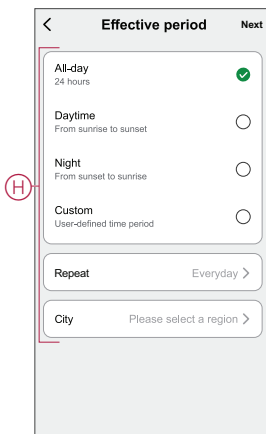 Effective period Next
All-day
24 hours
Daytime
From sunrise to sunset
Night
From sunset to sunrise
Custom
User-defined time period
H
Repeat Everyday
City Please select a region